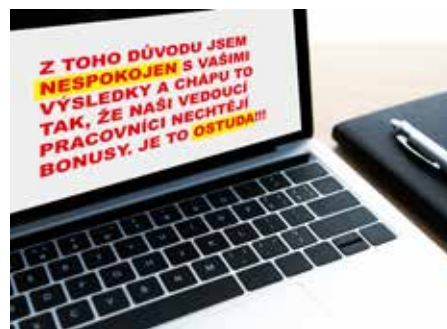 Z TOHO DŮVODU JSEM
NESPOKOJEN S VAŠIMI
VÝSLEDKY A CHÁPU TO
TAK, ŽE NAŠI VEDOUCÍ
PRACOVNÍCI NECHTĚJÍ
BONUSY. JE TO OSTUDA!!!